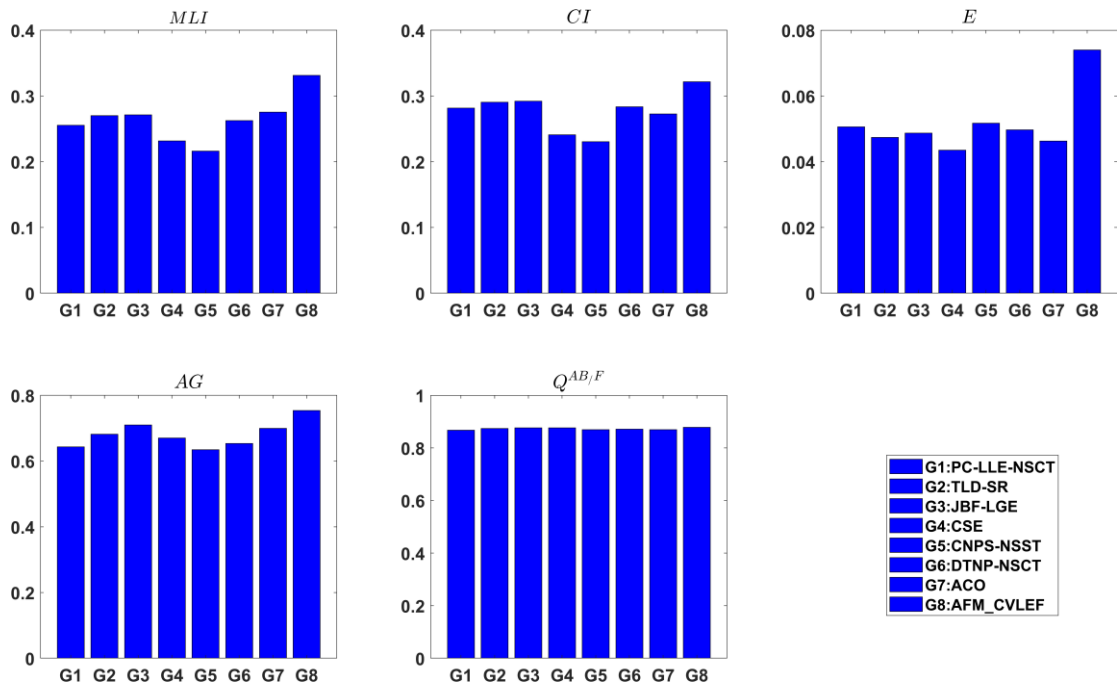 MLI
0.4
0.3
0.2
0.1
0
G1 G2 G3 G4 G5 G6 G7 G8
CI
0.4
0.3
0.2
0.1
0
G1 G2 G3 G4 G5 G6 G7 G8
E
0.08
0.06
0.04
0.02
0
G1 G2 G3 G4 G5 G6 G7 G8
AG
0.8
0.6
0.4
0.2
0
G1 G2 G3 G4 G5 G6 G7 G8
Q^{AB/F}
1
0.8
0.6
0.4
0.2
0
G1 G2 G3 G4 G5 G6 G7 G8
G1:PC-LLE-NSCT
G2:TLD-SR
G3:JBF-LGE
G4:CSE
G5:CNPS-NSST
G6:DTNP-NSCT
G7:ACO
G8:AFM_CVLEF